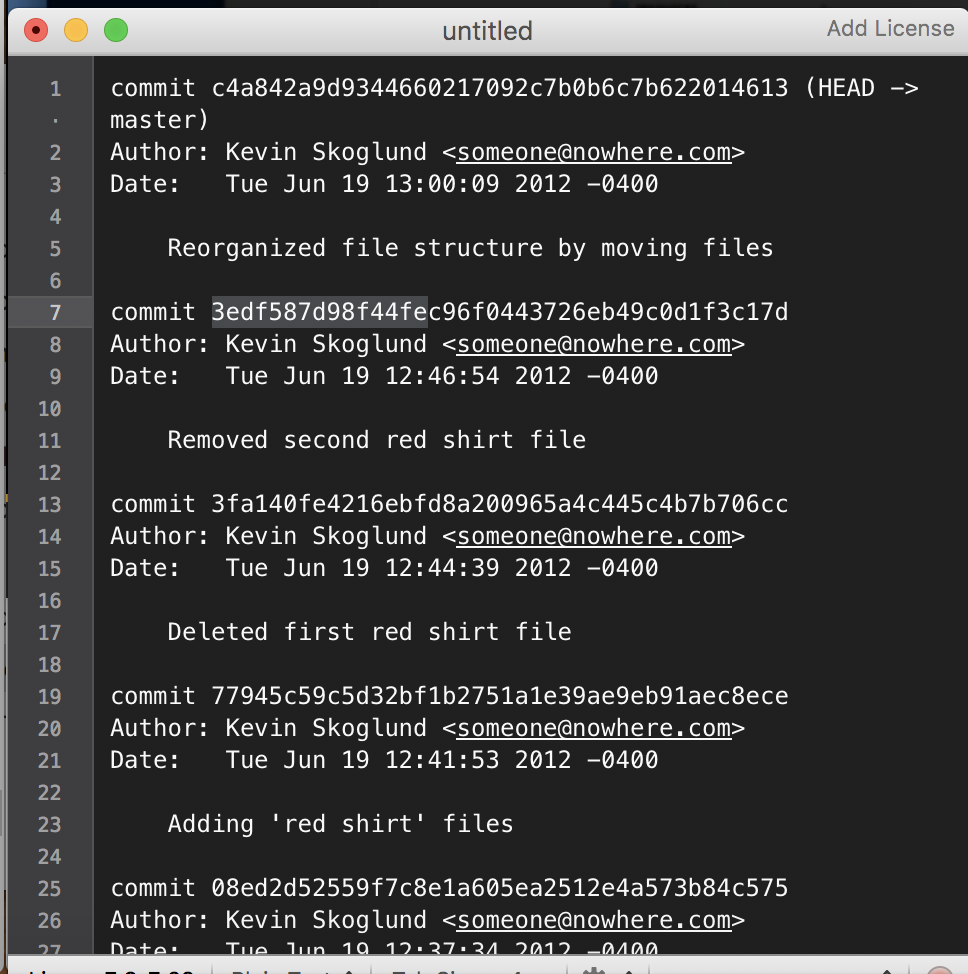 untitled
Add License
1 commit c4a842a9d9344660217092c7b0b6c7b622014613 (HEAD ->
· master)
2 Author: Kevin Skoglund <someone@nowhere.com>
3 Date:   Tue Jun 19 13:00:09 2012 -0400
4
5     Reorganized file structure by moving files
6
7 commit 3edf587d98f44fec96f0443726eb49c0d1f3c17d
8 Author: Kevin Skoglund <someone@nowhere.com>
9 Date:   Tue Jun 19 12:46:54 2012 -0400
10
11     Removed second red shirt file
12
13 commit 3fa140fe4216ebfd8a200965a4c445c4b7b706cc
14 Author: Kevin Skoglund <someone@nowhere.com>
15 Date:   Tue Jun 19 12:44:39 2012 -0400
16
17     Deleted first red shirt file
18
19 commit 77945c59c5d32bf1b2751a1e39ae9eb91aec8ece
20 Author: Kevin Skoglund <someone@nowhere.com>
21 Date:   Tue Jun 19 12:41:53 2012 -0400
22
23     Adding 'red shirt' files
24
25 commit 08ed2d52559f7c8e1a605ea2512e4a573b84c575
26 Author: Kevin Skoglund <someone@nowhere.com>
27 Date:   Tue Jun 19 12:37:34 2012 -0400